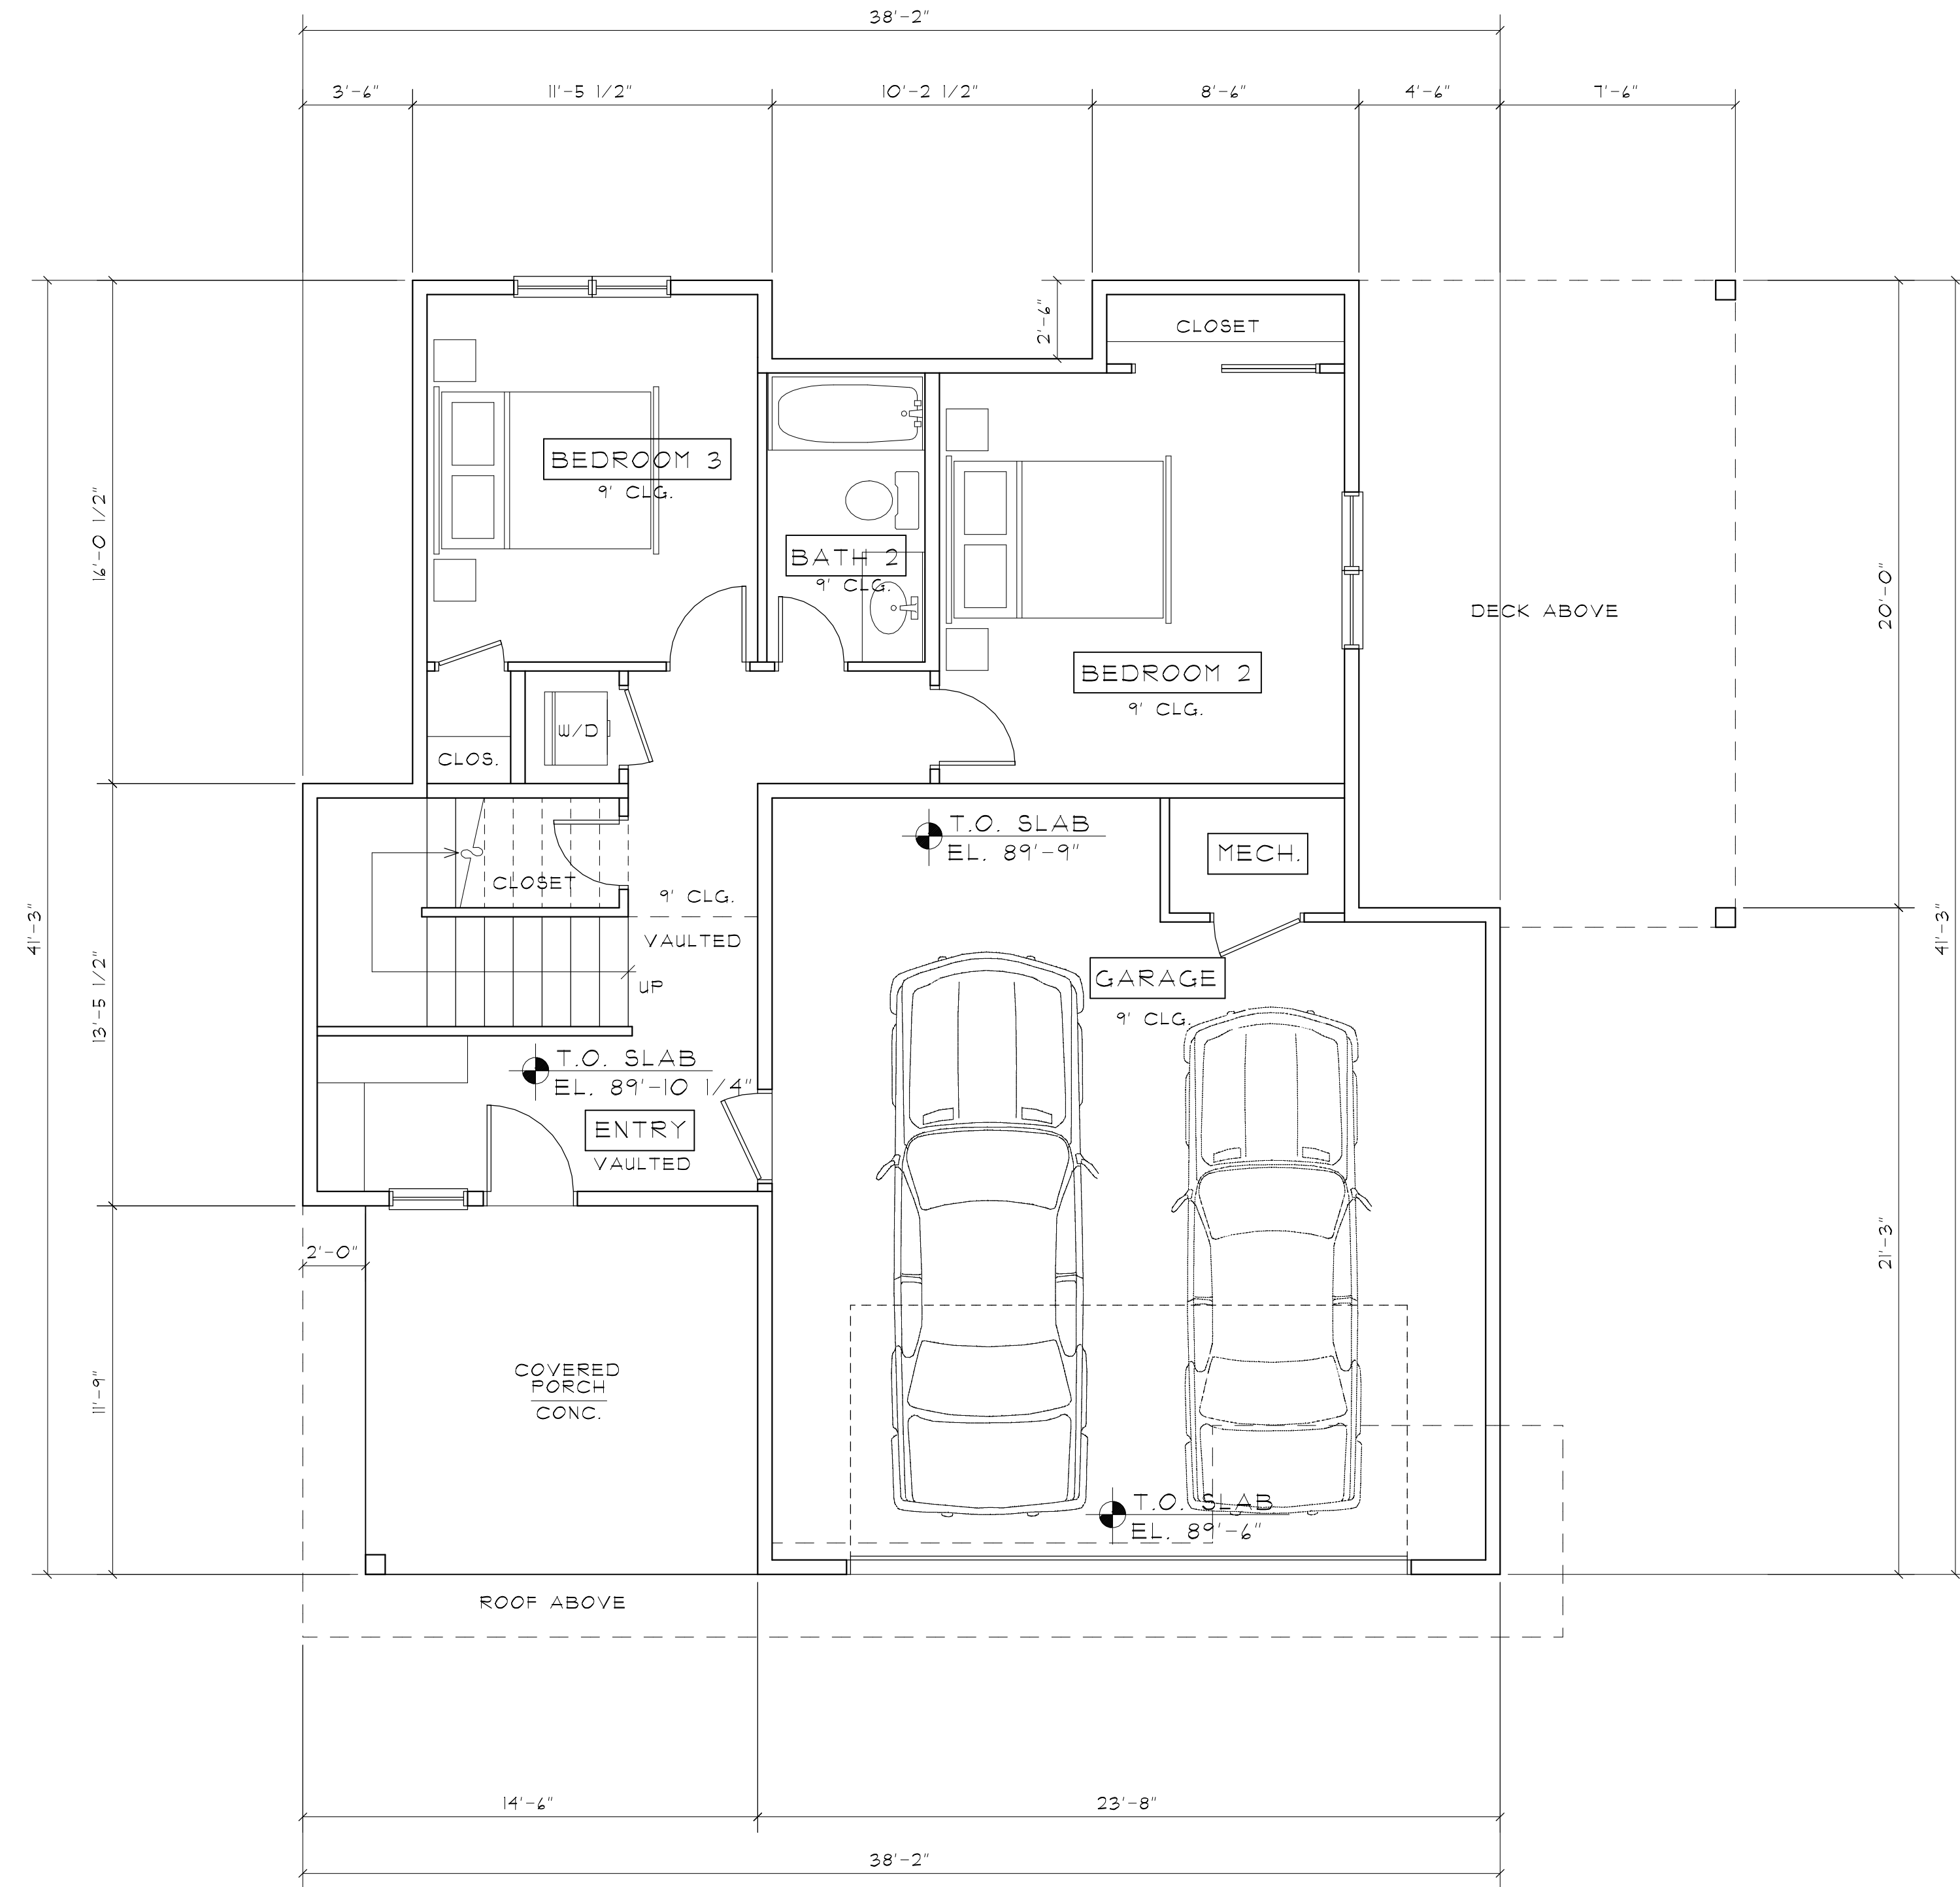 38'-2"
3'-6"
11'-5 1/2"
10'-2 1/2"
8'-6"
4'-6"
7'-6"
2'-6"
CLOSET
BEDROOM 3
9' CLG.
16'-0 1/2"
BATH 2
9' CLG.
20'-0"
DECK ABOVE
BEDROOM 2
9' CLG.
W/D
CLOS.
T.O. SLAB
EL. 89'-9"
MECH.
CLOSET
9' CLG.
VAULTED
41'-3"
41'-3"
UP
GARAGE
9' CLG.
13'-5 1/2"
T.O. SLAB
EL. 89'-10 1/4"
ENTRY
VAULTED
2'-0"
21'-3"
11'-9"
COVERED
PORCH
CONC.
T.O. SLAB
EL. 89'-6"
ROOF ABOVE
14'-6"
23'-8"
38'-2"